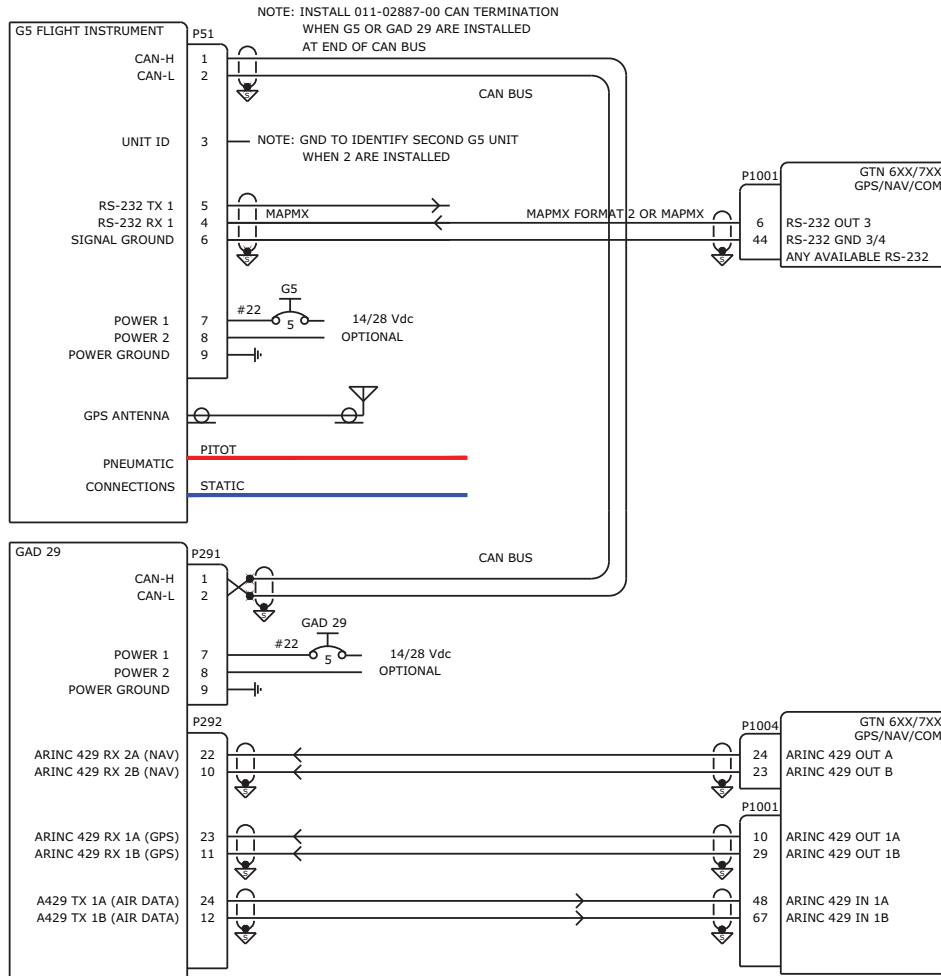 NOTE: INSTALL 011-02887-00 CAN TERMINATION
WHEN G5 OR GAD 29 ARE INSTALLED
AT END OF CAN BUS
G5 FLIGHT INSTRUMENT
P51
CAN-H 1
CAN-L 2
CAN BUS
UNIT ID 3
NOTE: GND TO IDENTIFY SECOND G5 UNIT
WHEN 2 ARE INSTALLED
P1001
GTN 6XX/7XX
GPS/NAV/COM
RS-232 TX 1 5
MAPMX
MAPMX FORMAT 2 OR MAPMX
RS-232 RX 1 4
6 RS-232 OUT 3
SIGNAL GROUND 6
S
S
S
44 RS-232 GND 3/4
ANY AVAILABLE RS-232
G5
POWER 1 7 #22 5 14/28 Vdc
POWER 2 8 OPTIONAL
POWER GROUND 9
GPS ANTENNA
PITOT
PNEUMATIC
CONNECTIONS
STATIC
GAD 29
P291
CAN BUS
CAN-H 1
CAN-L 2
S
GAD 29
POWER 1 7 #22 5 14/28 Vdc
POWER 2 8 OPTIONAL
POWER GROUND 9
P292
P1004
GTN 6XX/7XX
GPS/NAV/COM
ARINC 429 RX 2A (NAV) 22 24 ARINC 429 OUT A
ARINC 429 RX 2B (NAV) 10 23 ARINC 429 OUT B
S
S
P1001
ARINC 429 RX 1A (GPS) 23 10 ARINC 429 OUT 1A
ARINC 429 RX 1B (GPS) 11 29 ARINC 429 OUT 1B
S
S
A429 TX 1A (AIR DATA) 24 48 ARINC 429 IN 1A
A429 TX 1B (AIR DATA) 12 67 ARINC 429 IN 1B
S
S